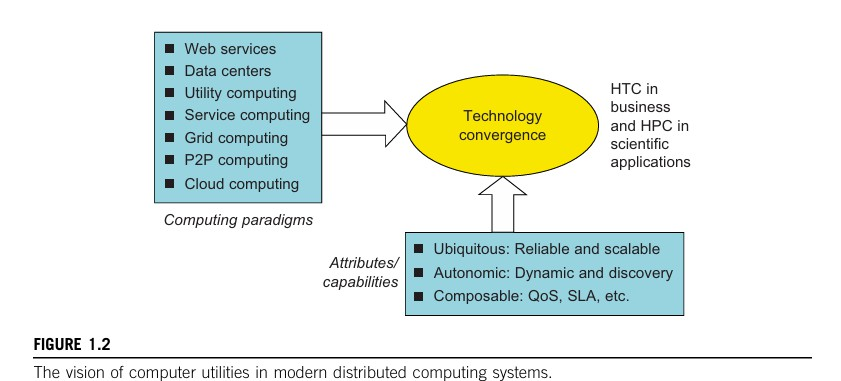 Web services
Data centers
Utility computing
Service computing
Grid computing
P2P computing
Cloud computing
Computing paradigms
Technology
convergence
HTC in
business
and HPC in
scientific
applications
Attributes/
capabilities
Ubiquitous: Reliable and scalable
Autonomic: Dynamic and discovery
Composable: QoS, SLA, etc.
FIGURE 1.2
The vision of computer utilities in modern distributed computing systems.